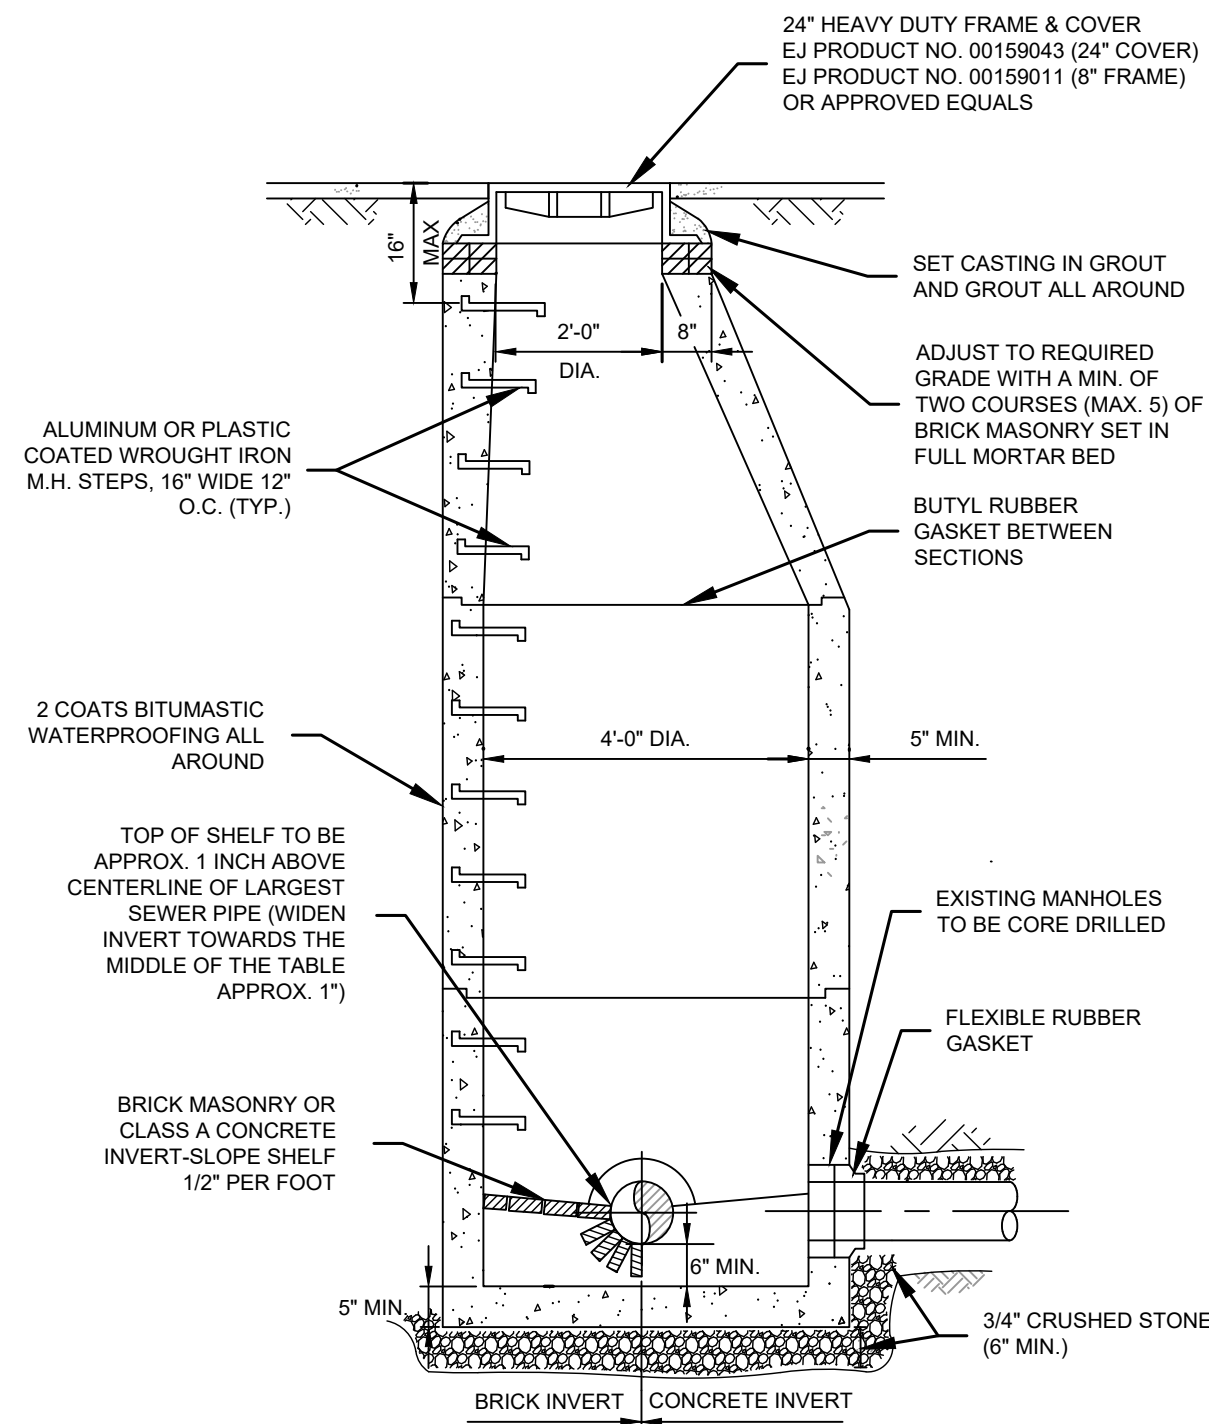 24" HEAVY DUTY FRAME & COVER
EJ PRODUCT NO. 00159043 (24" COVER)
EJ PRODUCT NO. 00159011 (8" FRAME)
OR APPROVED EQUALS
16"
MAX
SET CASTING IN GROUT
AND GROUT ALL AROUND
2'-0"
DIA.
8"
ADJUST TO REQUIRED
GRADE WITH A MIN. OF
TWO COURSES (MAX. 5) OF
BRICK MASONRY SET IN
FULL MORTAR BED
ALUMINUM OR PLASTIC
COATED WROUGHT IRON
M.H. STEPS, 16" WIDE 12"
O.C. (TYP.)
BUTYL RUBBER
GASKET BETWEEN
SECTIONS
2 COATS BITUMASTIC
WATERPROOFING ALL
AROUND
4'-0" DIA.
5" MIN.
TOP OF SHELF TO BE
APPROX. 1 INCH ABOVE
CENTERLINE OF LARGEST
SEWER PIPE (WIDEN
INVERT TOWARDS THE
MIDDLE OF THE TABLE
APPROX. 1")
EXISTING MANHOLES
TO BE CORE DRILLED
FLEXIBLE RUBBER
GASKET
BRICK MASONRY OR
CLASS A CONCRETE
INVERT-SLOPE SHELF
1/2" PER FOOT
6" MIN.
5" MIN.
3/4" CRUSHED STONE
(6" MIN.)
BRICK INVERT
CONCRETE INVERT